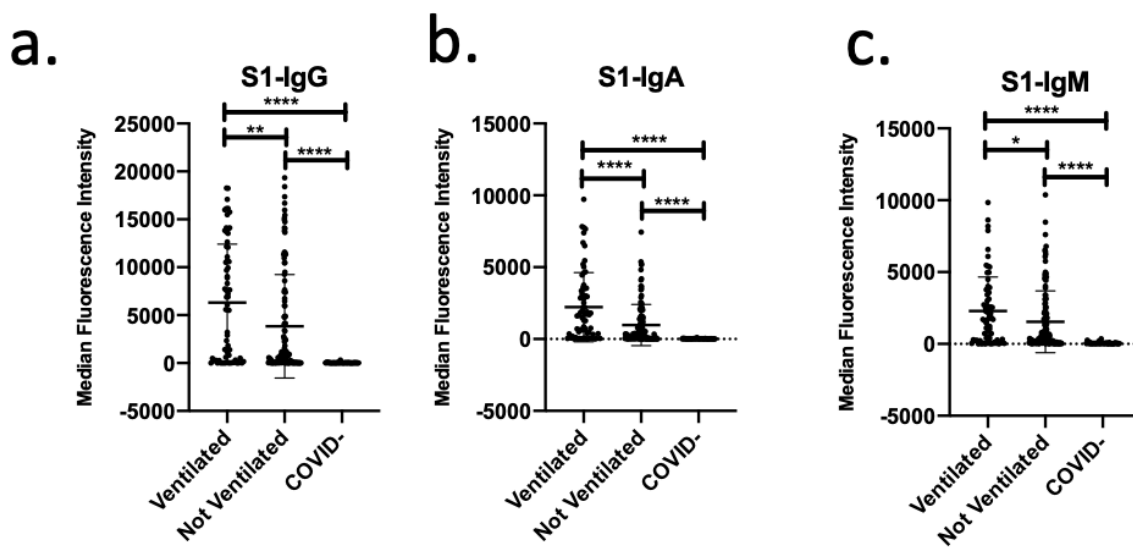 a.
S1-IgG
****
**
****
Median Fluorescence Intensity
25000
20000
15000
10000
5000
0
-5000
Ventilated
Not Ventilated
COVID-
b.
S1-IgA
****
****
****
Median Fluorescence Intensity
15000
10000
5000
0
-5000
Ventilated
Not Ventilated
COVID-
c.
S1-IgM
****
*
****
Median Fluorescence Intensity
15000
10000
5000
0
-5000
Ventilated
Not Ventilated
COVID-